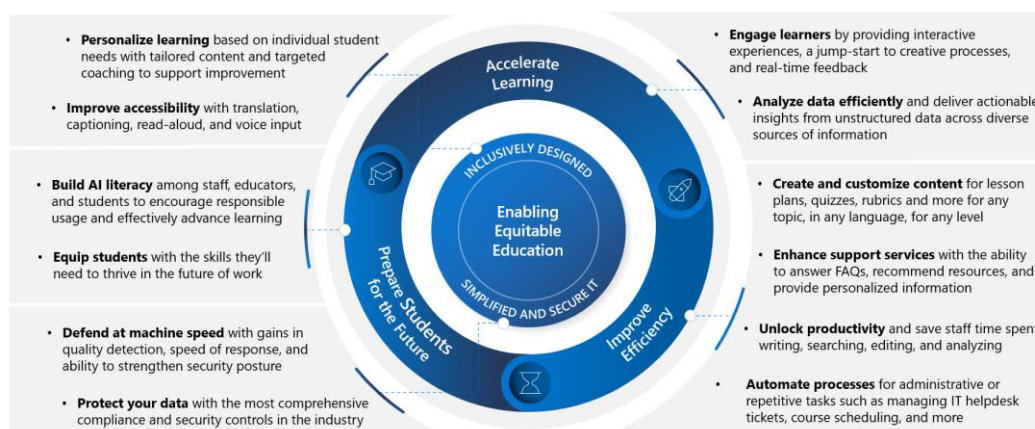 • Personalize learning based on individual student
needs with tailored content and targeted
coaching to support improvement
• Improve accessibility with translation,
captioning, read-aloud, and voice input
• Build AI literacy among staff, educators,
and students to encourage responsible
usage and effectively advance learning
• Equip students with the skills they'll
need to thrive in the future of work
• Defend at machine speed with gains in
quality detection, speed of response, and
ability to strengthen security posture
• Protect your data with the most comprehensive
compliance and security controls in the industry
Accelerate
Learning
INCLUSIVELY DESIGNED
Enabling
Equitable
Education
SIMPLIFIED AND SECURE IT
Prepare Students
for the Future
Improve
Efficiency
• Engage learners by providing interactive
experiences, a jump-start to creative processes,
and real-time feedback
• Analyze data efficiently and deliver actionable
insights from unstructured data across diverse
sources of information
• Create and customize content for lesson
plans, quizzes, rubrics and more for any
topic, in any language, for any level
• Enhance support services with the ability
to answer FAQs, recommend resources, and
provide personalized information
• Unlock productivity and save staff time spent
writing, searching, editing, and analyzing
• Automate processes for administrative or
repetitive tasks such as managing IT helpdesk
tickets, course scheduling, and more